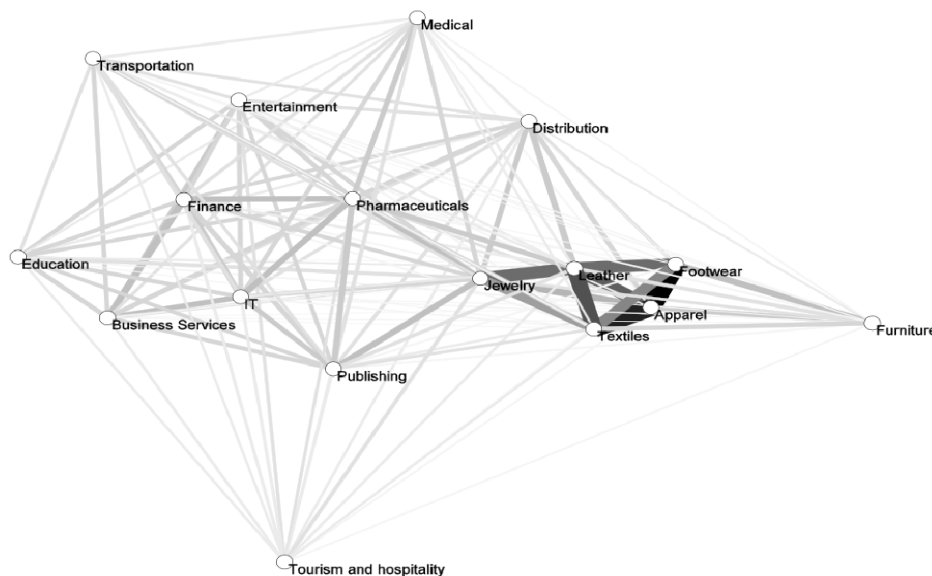 Medical
Transportation
Entertainment
Distribution
Finance
Pharmaceuticals
Education
Footwear
Leather
Jewelry
IT
Apparel
Business Services
Furniture
Textiles
Publishing
Tourism and hospitality